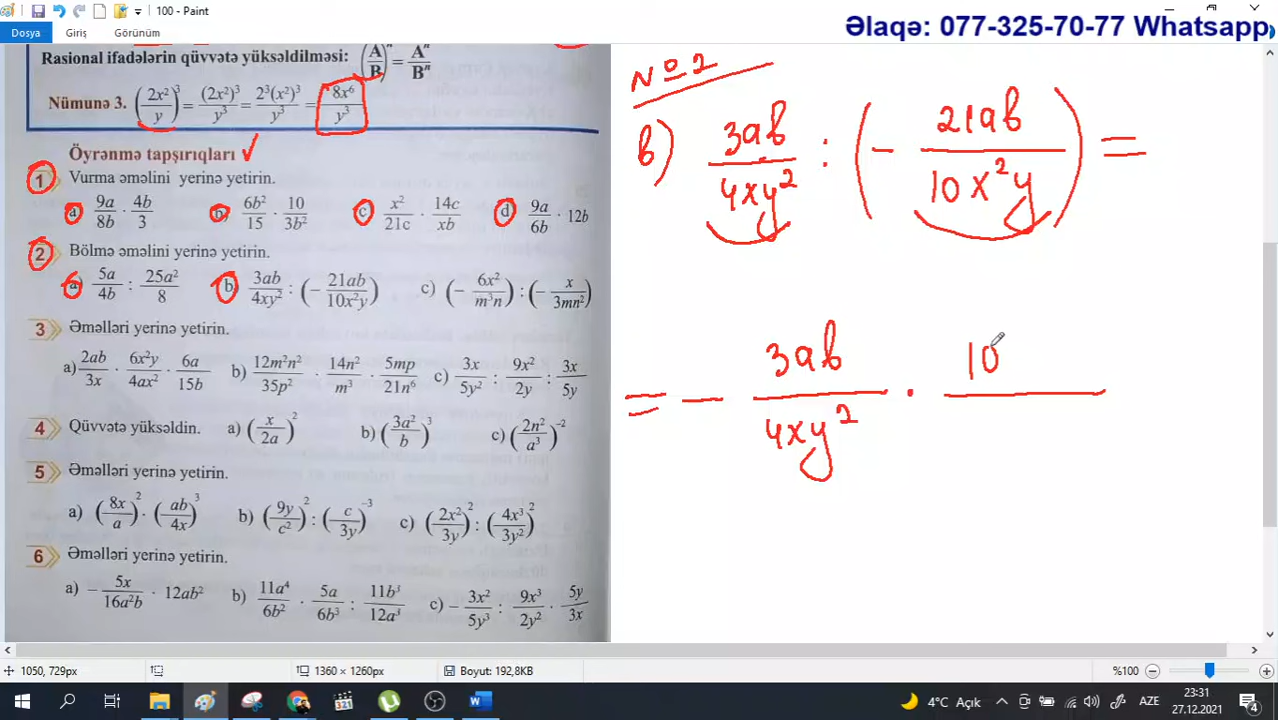 100 - Paint
Əlaqə: 077-325-70-77 Whatsapp
Dosya Giriş Görünüm
Rasional ifadələrin qüvvətə yüksəldilməsi: (A/B)ⁿ = Aⁿ/Bⁿ
Nümunə 3. (2x²/y)³ = (2x²)³/y³ = 2³(x²)³/y³ = 8x⁶/y³
Öyrənmə tapşırıqları
1 Vurma əməlini yerinə yetirin.
a) 9a/8b · 4b/3 b) 6b²/15 · 10/3b² c) x²/21c · 14c/xb d) 9a/6b · 12b
2 Bölmə əməlini yerinə yetirin.
a) 5a/4b : 25a²/8 b) 3ab/4xy² : (- 21ab/10x²y) c) (- 6x²/m³n) : (- x/3mn²)
3 Əməlləri yerinə yetirin.
a) 2ab/3x · 6x²y/4ax² · 6a/15b b) 12m²n²/35p² · 14n²/m³ · 5mp/21n⁶ c) 3x/5y² : 9x²/2y : 3x/5y
4 Qüvvətə yüksəldin. a) (x/2a)² b) (3a²/b)³ c) (2n²/a³)⁻²
5 Əməlləri yerinə yetirin.
a) (8x/a)² · (ab/4x)³ b) (9y/c²)² : (c/3y)⁻³ c) (2x²/3y)² : (4x³/3y²)²
6 Əməlləri yerinə yetirin.
a) - 5x/16a²b · 12ab² b) 11a⁴/6b² · 5a/6b³ : 11b³/12a³ c) - 3x²/5y³ : 9x³/2y² · 5y/3x
№2
b) 3ab/4xy² : (- 21ab/10x²y) =
= - 3ab/4xy² · 10
1050, 729px 1360 × 1260px Boyut: 192,8KB %100
4°C Açık AZE 23:31
27.12.2021
4